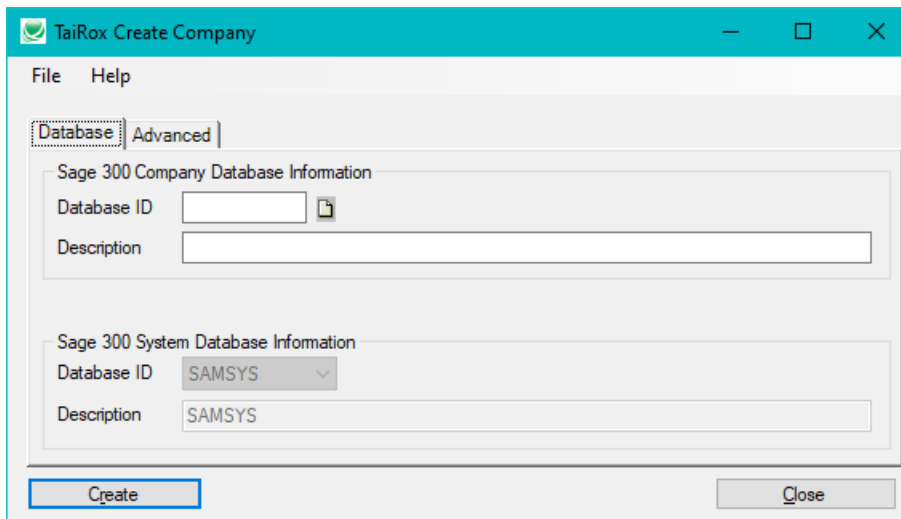 TaiRox Create Company
File Help
Database Advanced
Sage 300 Company Database Information
Database ID
Description
Sage 300 System Database Information
Database ID SAMSYS
Description SAMSYS
Create Close